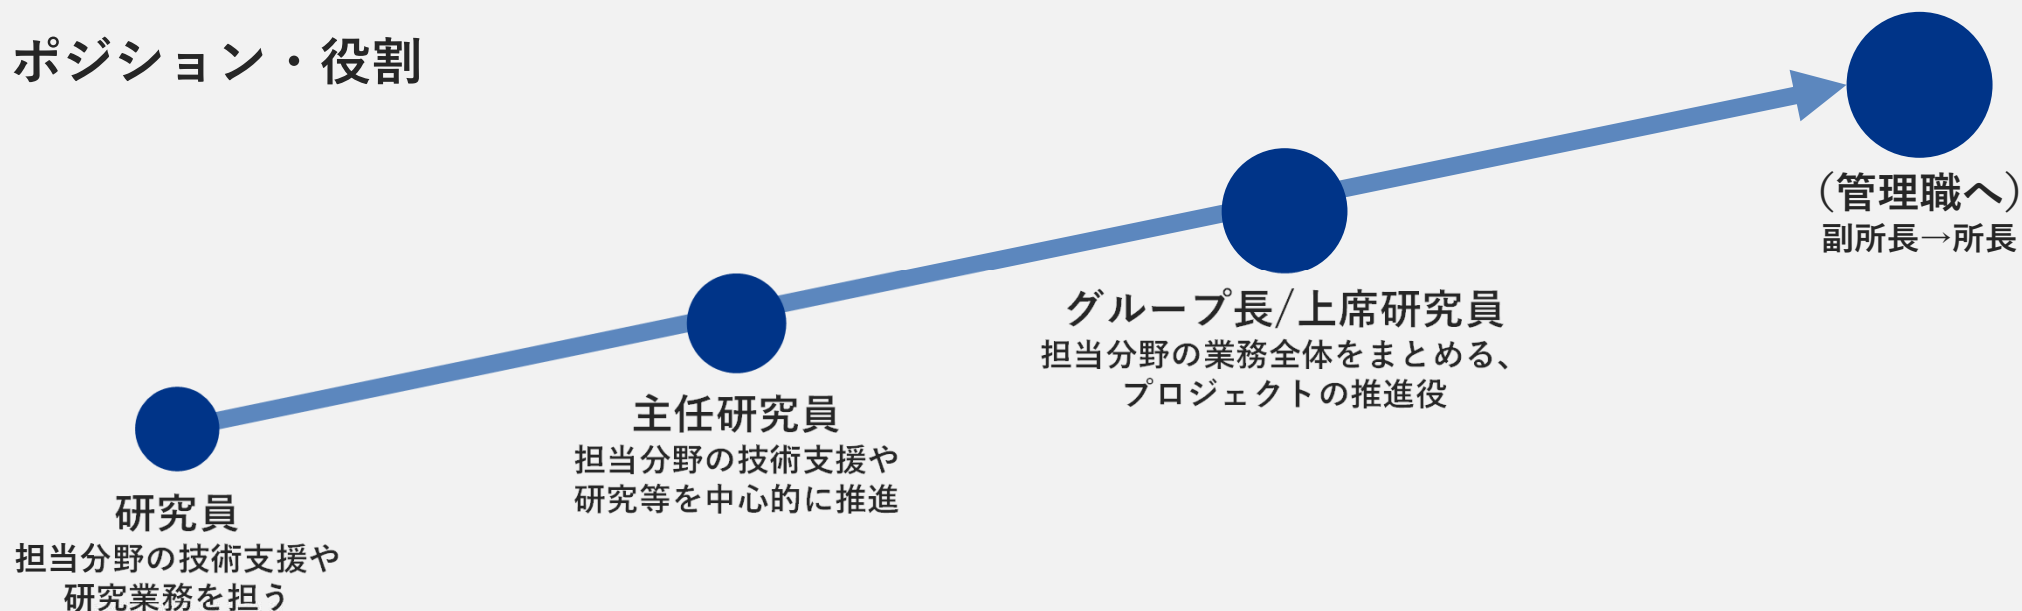 ポジション・役割
研究員
担当分野の技術支援や
研究業務を担う
主任研究員
担当分野の技術支援や
研究等を中心的に推進
グループ長/上席研究員
担当分野の業務全体をまとめる、
プロジェクトの推進役
（管理職へ）
副所長→所長